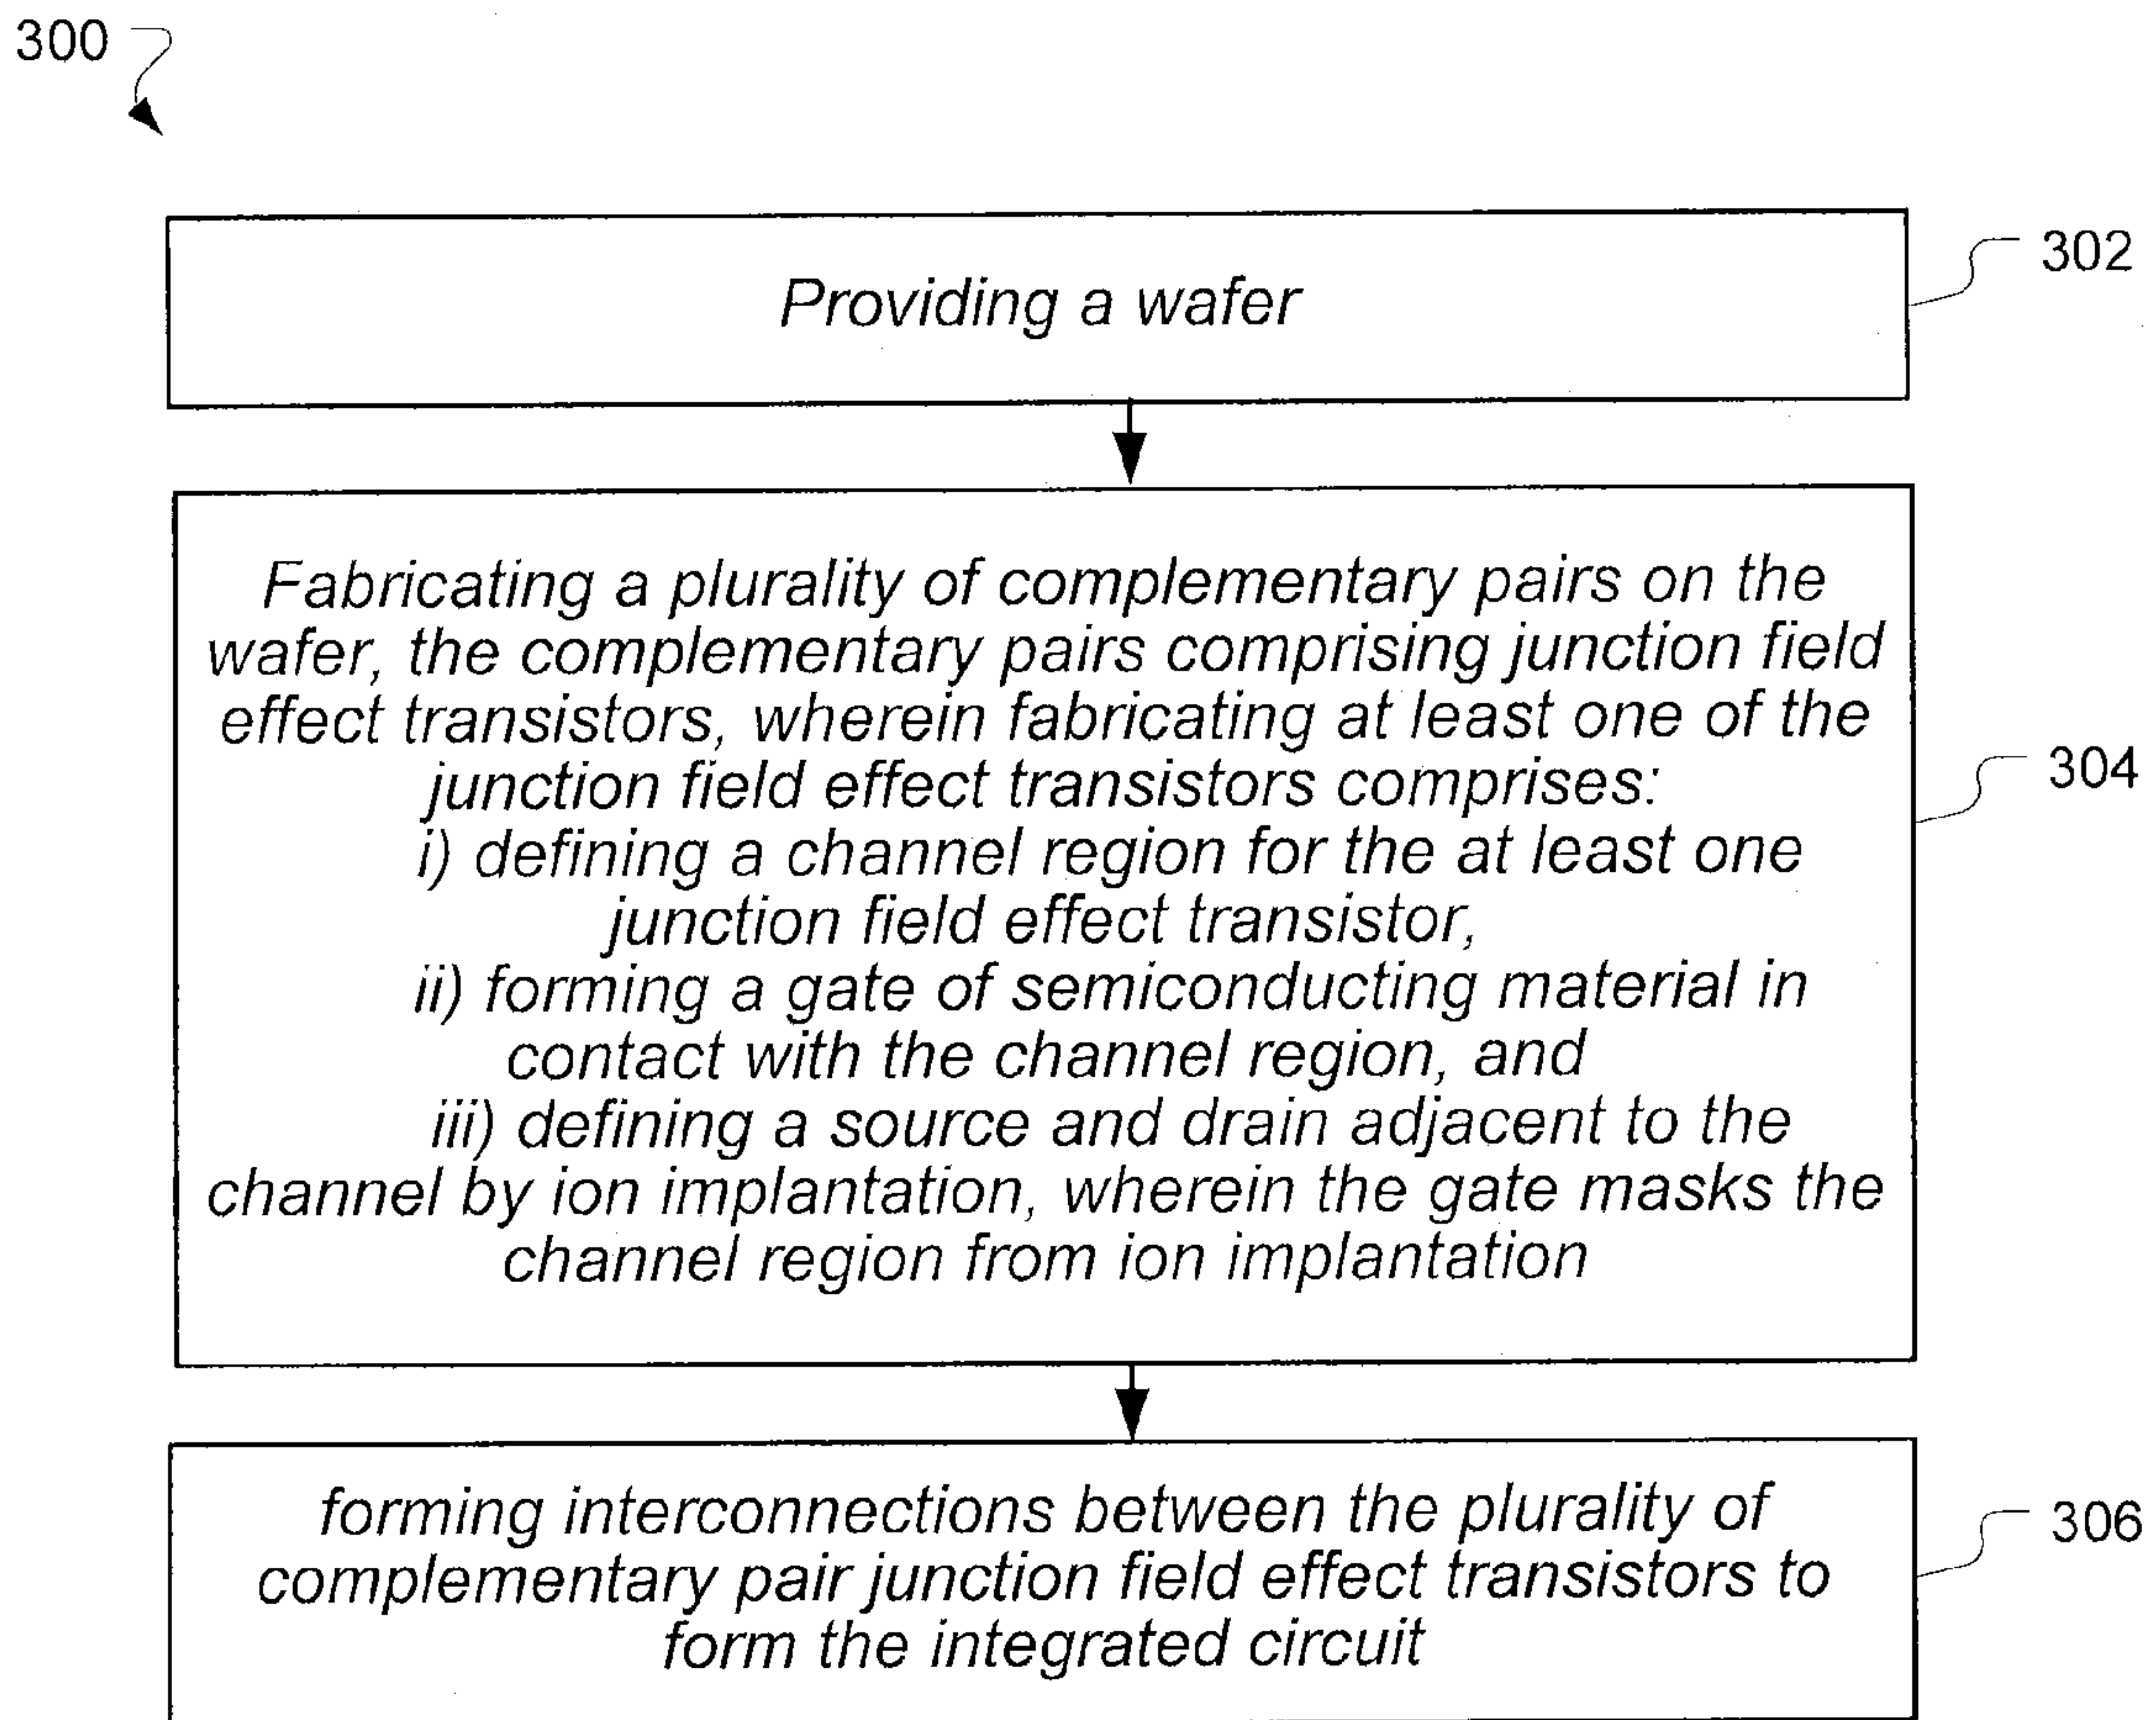 300
302
Providing a wafer
Fabricating a plurality of complementary pairs on the
wafer, the complementary pairs comprising junction field
effect transistors, wherein fabricating at least one of the
junction field effect transistors comprises:
304
i) defining a channel region for the at least one
junction field effect transistor,
ii) forming a gate of semiconducting material in
contact with the channel region, and
iii) defining a source and drain adjacent to the
channel by ion implantation, wherein the gate masks the
channel region from ion implantation
forming interconnections between the plurality of
306
complementary pair junction field effect transistors to
form the integrated circuit